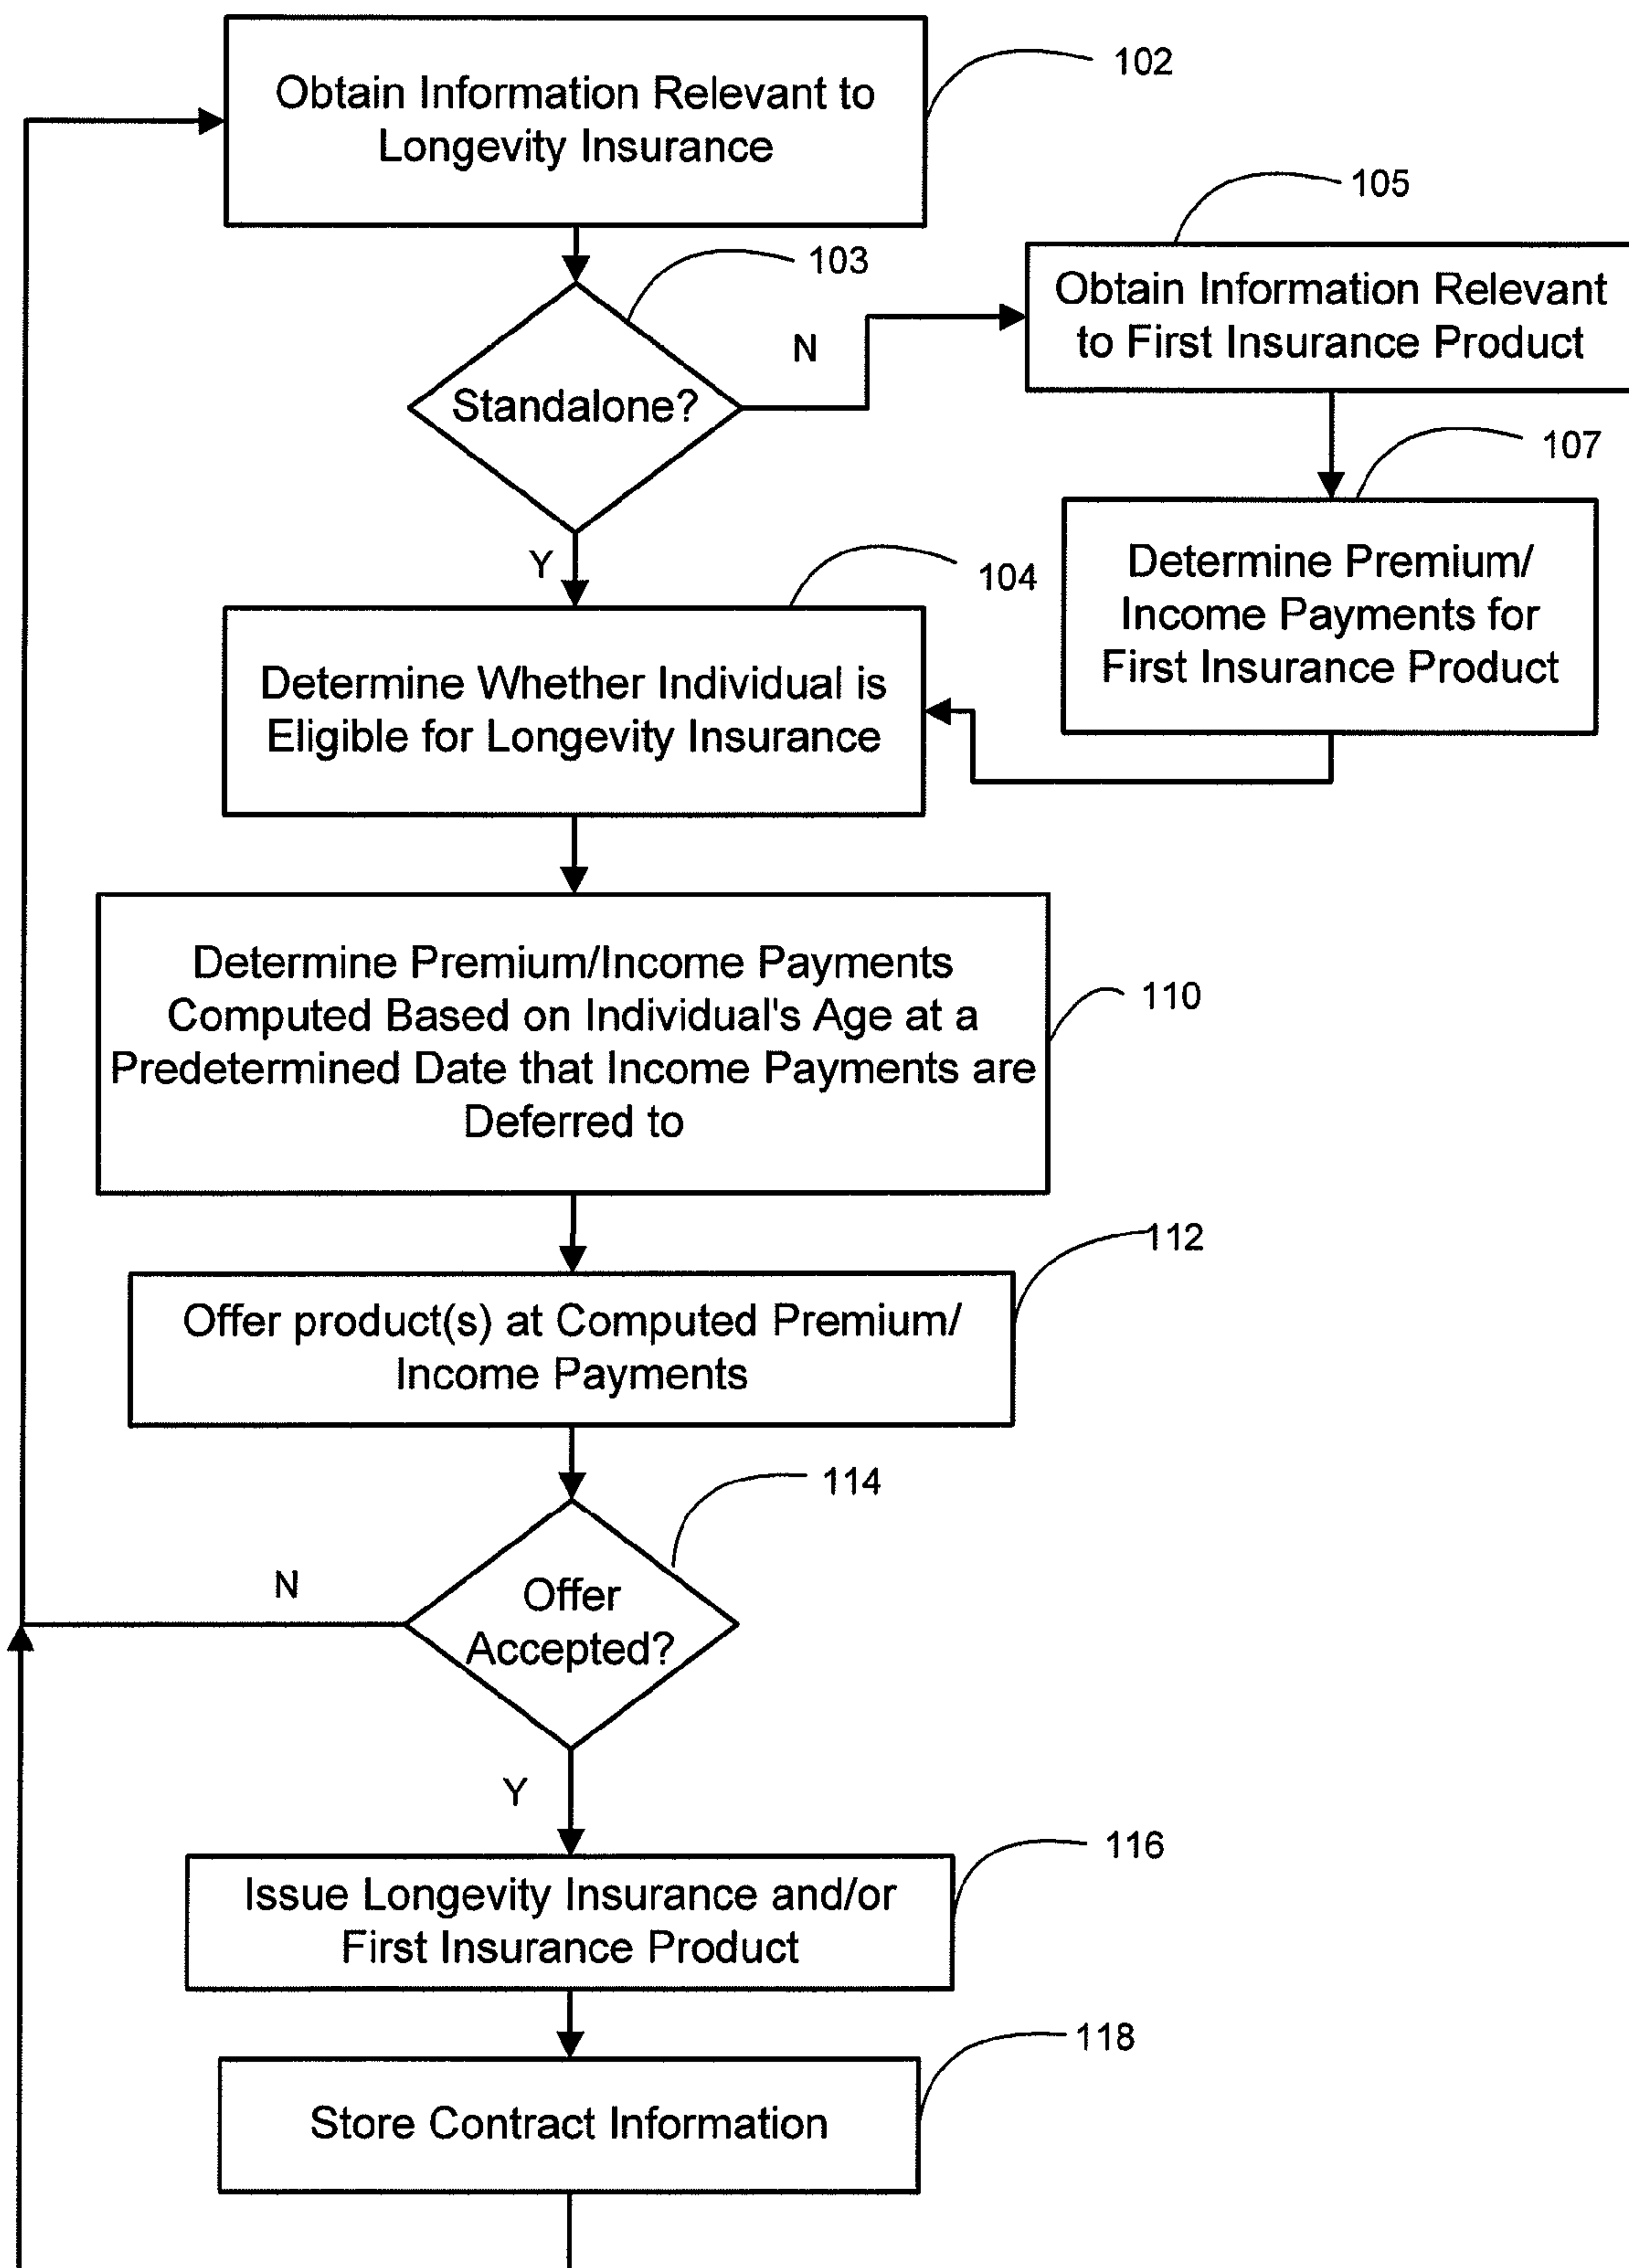 Obtain Information Relevant to
Longevity Insurance
102
105
Obtain Information Relevant
to First Insurance Product
103
Standalone?
N
Y
107
Determine Premium/
Income Payments for
First Insurance Product
104
Determine Whether Individual is
Eligible for Longevity Insurance
Determine Premium/Income Payments
Computed Based on Individual's Age at a
Predetermined Date that Income Payments are
Deferred to
110
112
Offer product(s) at Computed Premium/
Income Payments
114
Offer
Accepted?
N
Y
116
Issue Longevity Insurance and/or
First Insurance Product
118
Store Contract Information